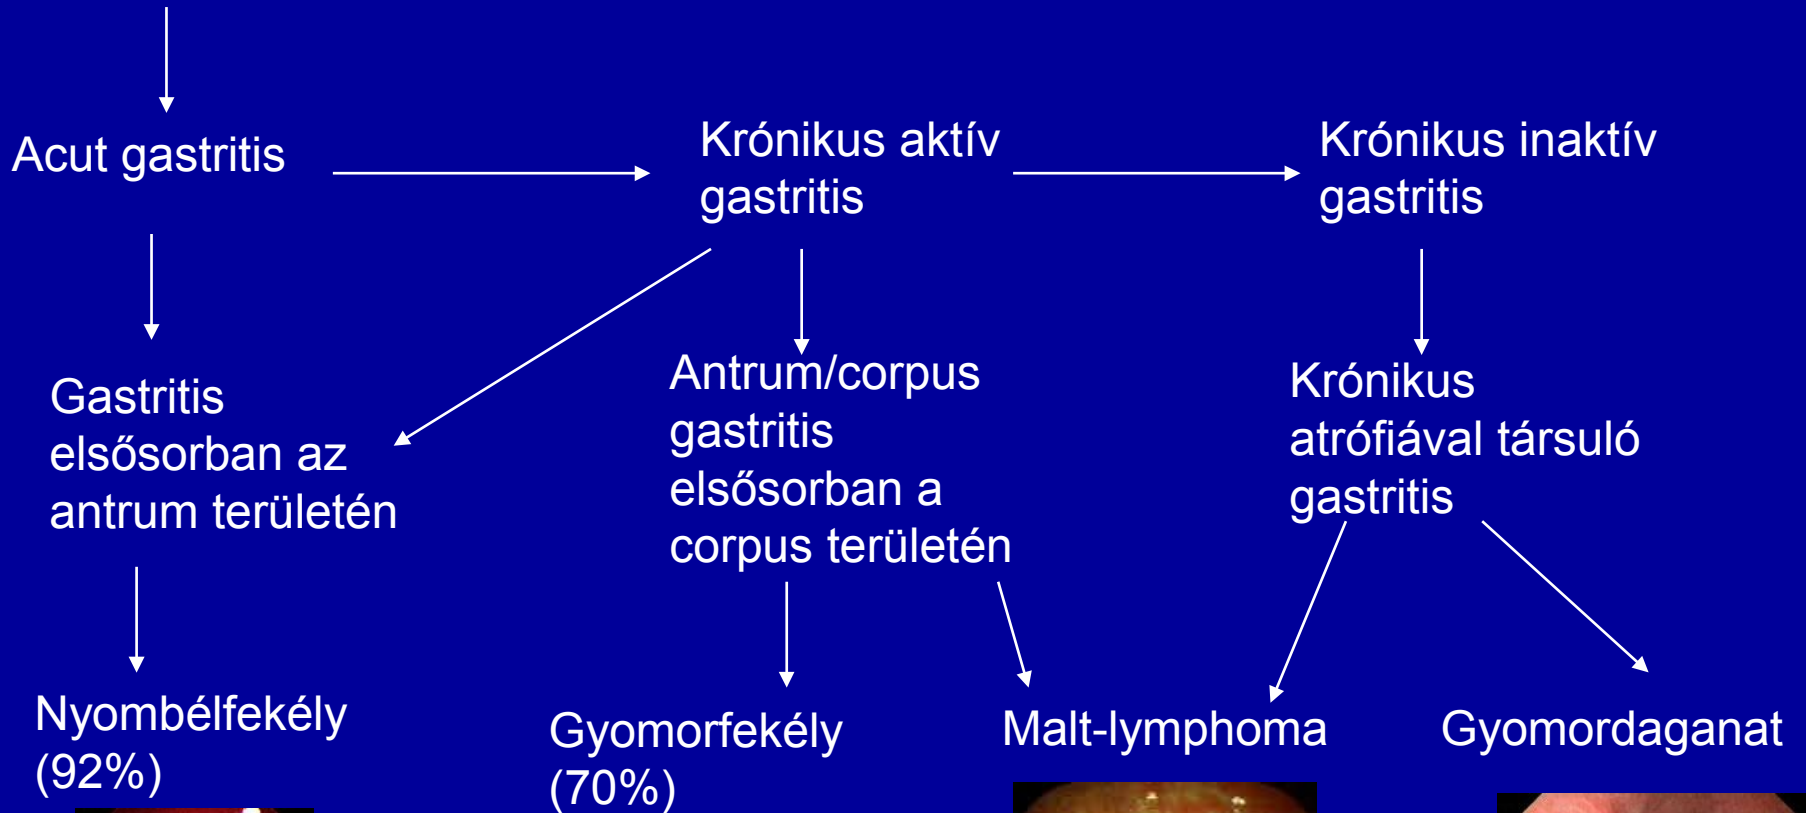 Acut gastritis
Krónikus aktív
gastritis
Krónikus inaktív
gastritis
Gastritis
elsősorban az
antrum területén
Antrum/corpus
gastritis
elsősorban a
corpus területén
Krónikus
atrófiával társuló
gastritis
Nyombélfekély
(92%)
Gyomorfekély
(70%)
Malt-lymphoma
Gyomordaganat